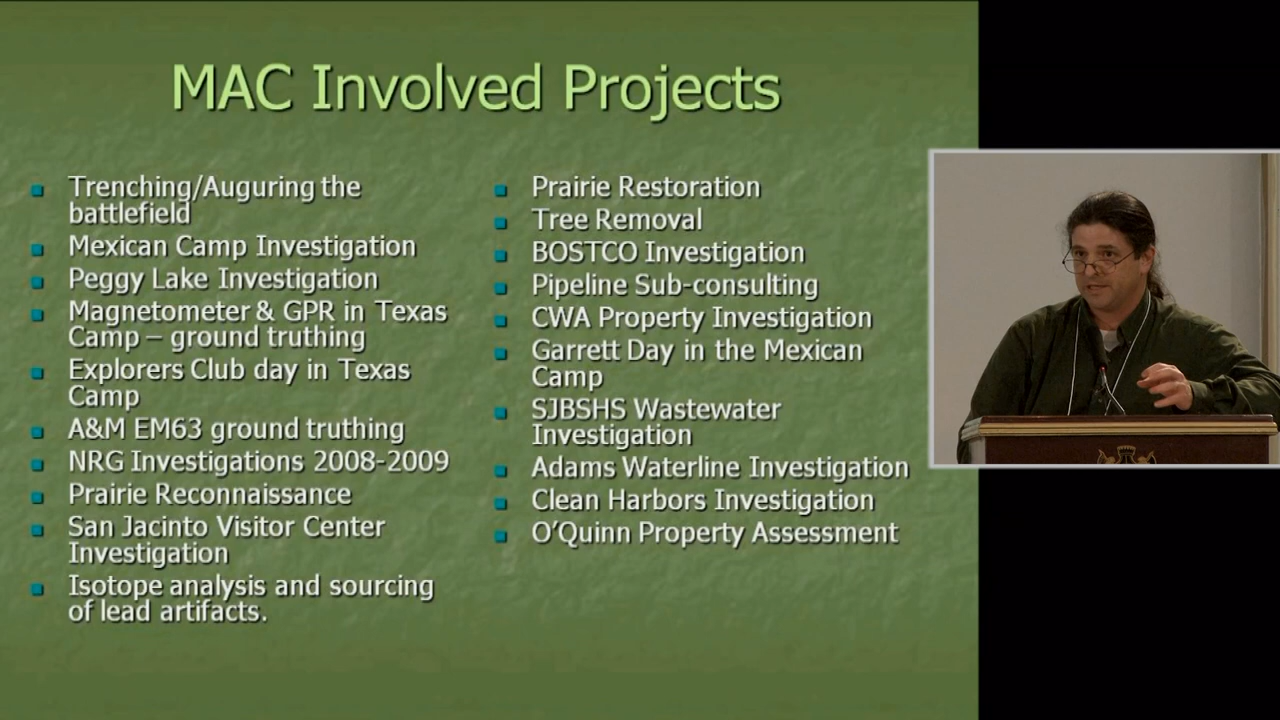 MAC Involved Projects
Trenching/Auguring the
battlefield
Mexican Camp Investigation
Peggy Lake Investigation
Magnetometer & GPR in Texas
Camp – ground truthing
Explorers Club day in Texas
Camp
A&M EM63 ground truthing
NRG Investigations 2008-2009
Prairie Reconnaissance
San Jacinto Visitor Center
Investigation
Isotope analysis and sourcing
of lead artifacts.
Prairie Restoration
Tree Removal
BOSTCO Investigation
Pipeline Sub-consulting
CWA Property Investigation
Garrett Day in the Mexican
Camp
SJBSHS Wastewater
Investigation
Adams Waterline Investigation
Clean Harbors Investigation
O'Quinn Property Assessment